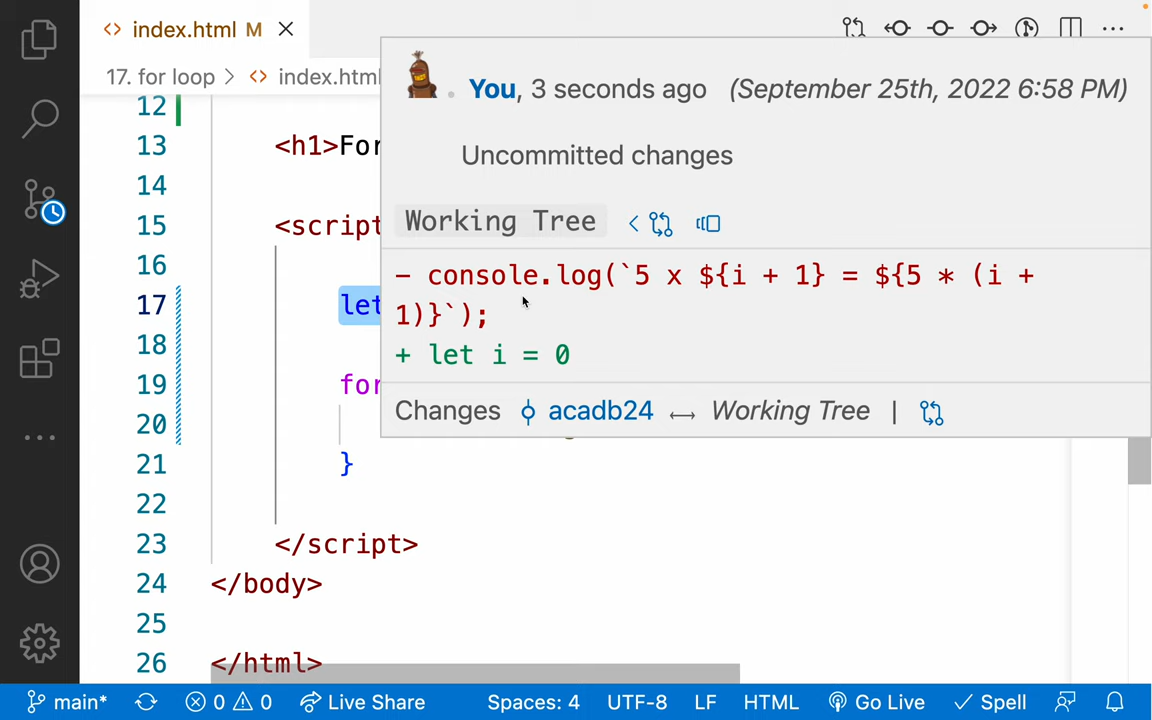 <> index.html M ×
17. for loop > <> index.html
You, 3 seconds ago (September 25th, 2022 6:58 PM)
Uncommitted changes
Working Tree
- console.log(`5 x ${i + 1} = ${5 * (i +
1)}`);
+ let i = 0
Changes acadb24 ↔ Working Tree |
12
13 <h1>For
14
15 <script
16
17 let
18
19 for
20
21 }
22
23 </script>
24 </body>
25
26 </html>
main* 0 0 Live Share Spaces: 4 UTF-8 LF HTML Go Live Spell